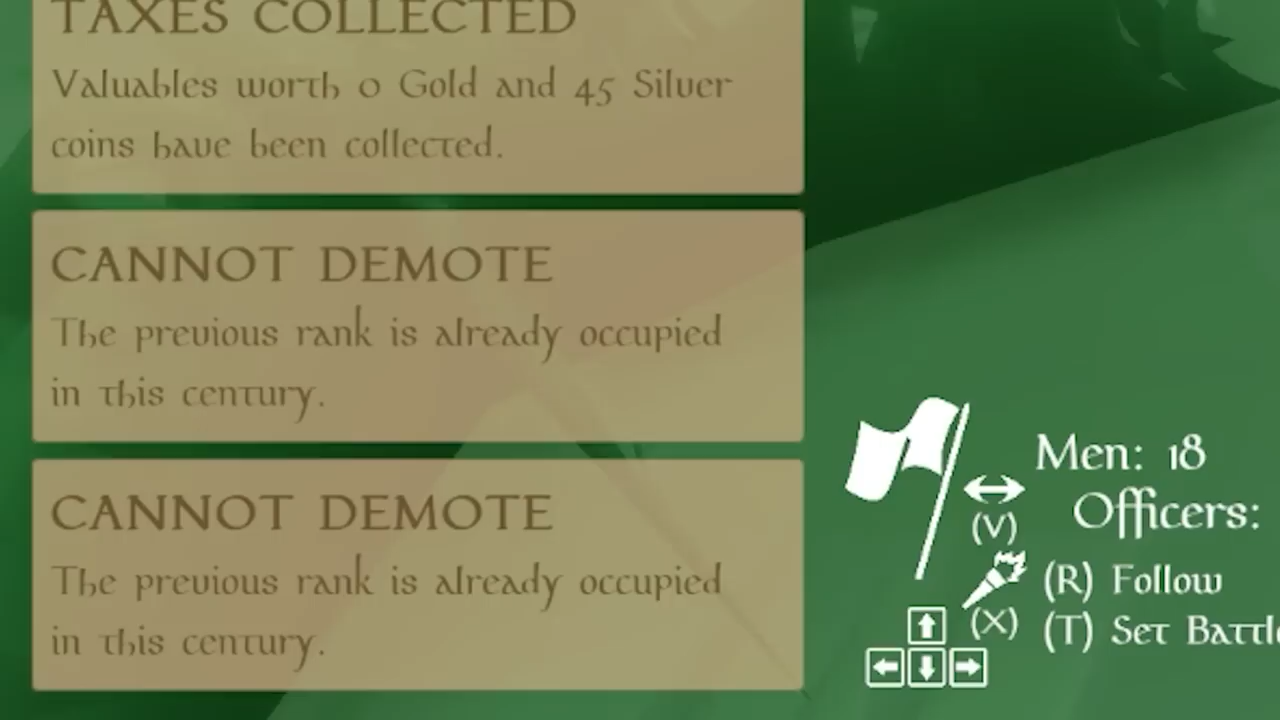 TAXES COLLECTED
Valuables worth 0 Gold and 45 Silver
coins have been collected.
CANNOT DEMOTE
The previous rank is already occupied
in this century.
CANNOT DEMOTE
The previous rank is already occupied
in this century.
Men: 18
Officers:
(V)
(R) Follow
(X) (T) Set Battle